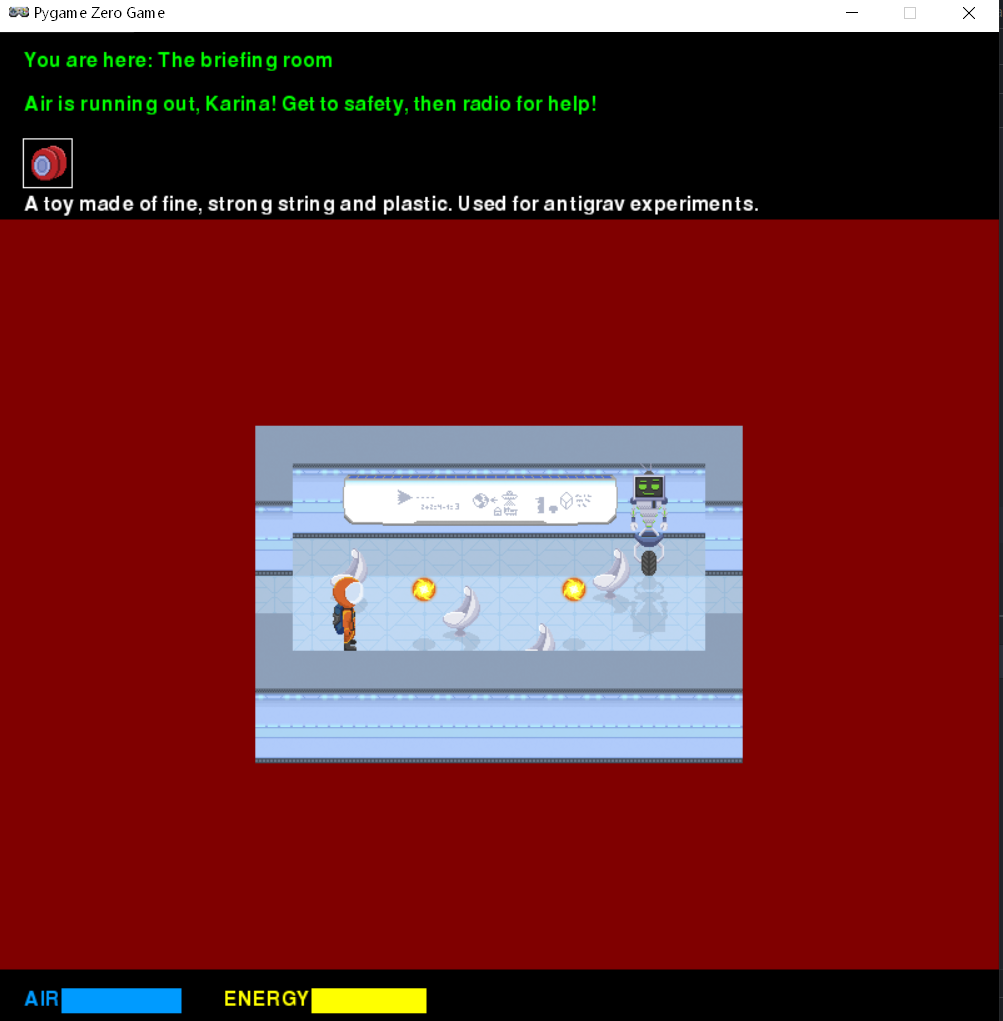 Pygame Zero Game
You are here: The briefing room
Air is running out, Karina! Get to safety, then radio for help!
A toy made of fine, strong string and plastic. Used for antigrav experiments.
AIR
ENERGY